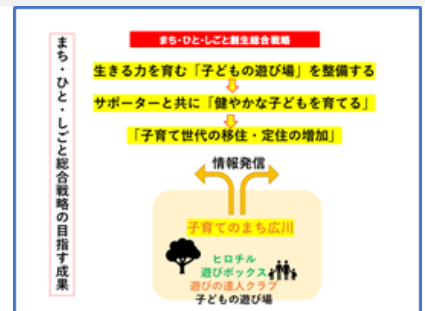 まち・ひと・しごと総合戦略の目指す成果
まち・ひと・しごと創生総合戦略
生きる力を育む「子どもの遊び場」を整備する
サポーターと共に「健やかな子どもを育てる」
「子育て世代の移住・定住の増加」
情報発信
子育てのまち広川
ヒロチル
遊びボックス
遊びの達人クラブ
子どもの遊び場